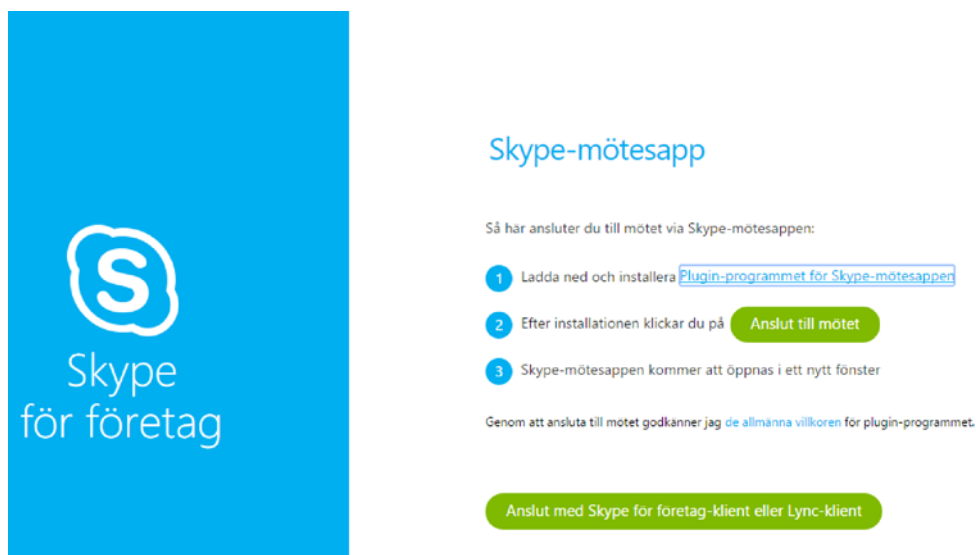 S
Skype
för företag
Skype-mötesapp
Så här ansluter du till mötet via Skype-mötesappen:
1 Ladda ned och installera Plugin-programmet för Skype-mötesappen
2 Efter installationen klickar du på Anslut till mötet
3 Skype-mötesappen kommer att öppnas i ett nytt fönster
Genom att ansluta till mötet godkänner jag de allmänna villkoren för plugin-programmet.
Anslut med Skype för företag-klient eller Lync-klient